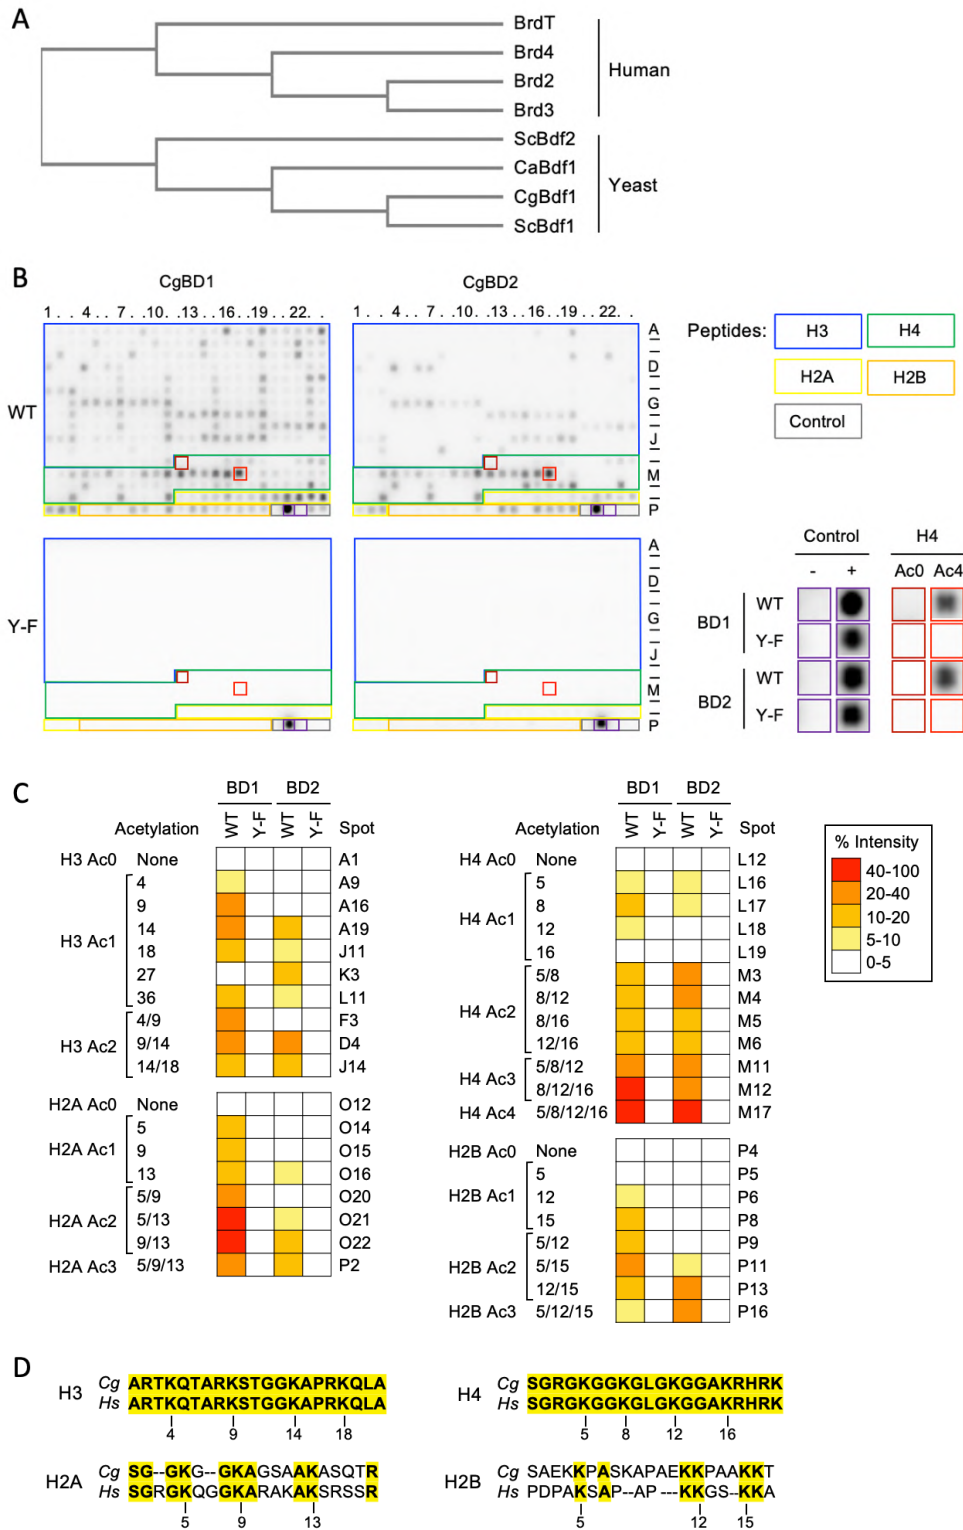 A
BrdT
Brd4
Brd2
Brd3
Human
ScBdf2
CaBdf1
CgBdf1
ScBdf1
Yeast
B
CgBD1
CgBD2
1 . . 4 . . 7 . .10. . 13 . . 16 . . 19 . . 22. .
1 . . 4 . . 7 . .10. . 13 . . 16 . . 19 . . 22. .
WT
A
D
G
J
M
P
Y-F
A
D
G
J
M
P
Peptides:
H3
H4
H2A
H2B
Control
Control
H4
- + Ac0 Ac4
BD1
WT
Y-F
BD2
WT
Y-F
C
BD1 BD2
Acetylation WT Y-F WT Y-F Spot
H3 Ac0 None A1
H3 Ac1
4 A9
9 A16
14 A19
18 J11
27 K3
36 L11
H3 Ac2
4/9 F3
9/14 D4
14/18 J14
H2A Ac0 None O12
H2A Ac1
5 O14
9 O15
13 O16
H2A Ac2
5/9 O20
5/13 O21
9/13 O22
H2A Ac3 5/9/13 P2
BD1 BD2
Acetylation WT Y-F WT Y-F Spot
H4 Ac0 None L12
H4 Ac1
5 L16
8 L17
12 L18
16 L19
H4 Ac2
5/8 M3
8/12 M4
8/16 M5
12/16 M6
H4 Ac3
5/8/12 M11
8/12/16 M12
H4 Ac4 5/8/12/16 M17
H2B Ac0 None P4
H2B Ac1
5 P5
12 P6
15 P8
H2B Ac2
5/12 P9
5/15 P11
12/15 P13
H2B Ac3 5/12/15 P16
% Intensity
40-100
20-40
10-20
5-10
0-5
D
H3
Cg ARTKQTARKSTGGKAPRKQLA
Hs ARTKQTARKSTGGKAPRKQLA
4 9 14 18
H4
Cg SGRGKGGKGLGKGGAKRHRK
Hs SGRGKGGKGLGKGGAKRHRK
5 8 12 16
H2A
Cg SG--GKG--GKAGSAAKASQTR
Hs SGRGKQGGKARAKAKSRSSR
5 9 13
H2B
Cg SAEKKPASKAPAEKKPAAKKT
Hs PDPAKSAP--AP---KKGS--KKA
5 12 15